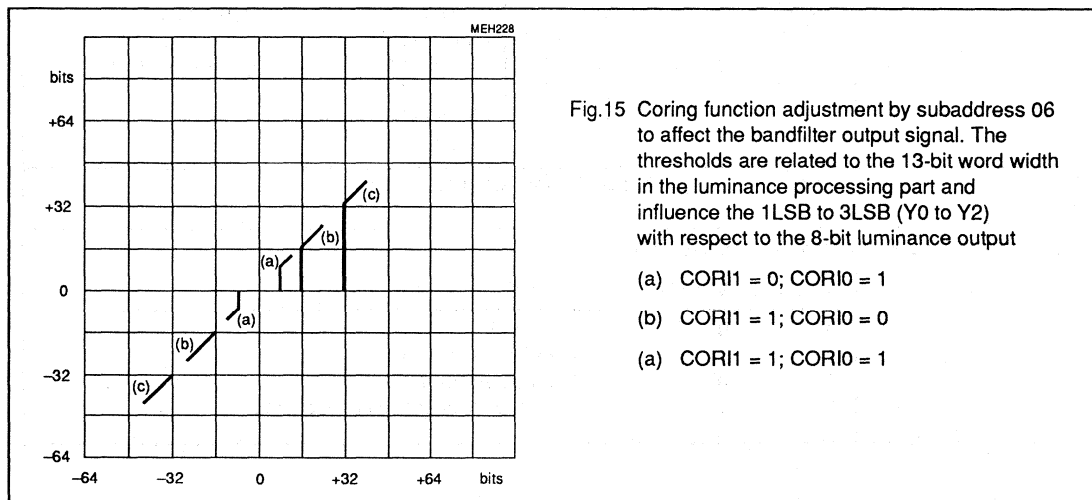 MEH228
bits
+64
+32
0
−32
−64
(c)
(b)
(a)
(a)
(b)
(c)
−64 −32 0 +32 +64 bits
Fig.15 Coring function adjustment by subaddress 06
to affect the bandfilter output signal. The
thresholds are related to the 13-bit word width
in the luminance processing part and
influence the 1LSB to 3LSB (Y0 to Y2)
with respect to the 8-bit luminance output
(a) CORI1 = 0; CORI0 = 1
(b) CORI1 = 1; CORI0 = 0
(a) CORI1 = 1; CORI0 = 1